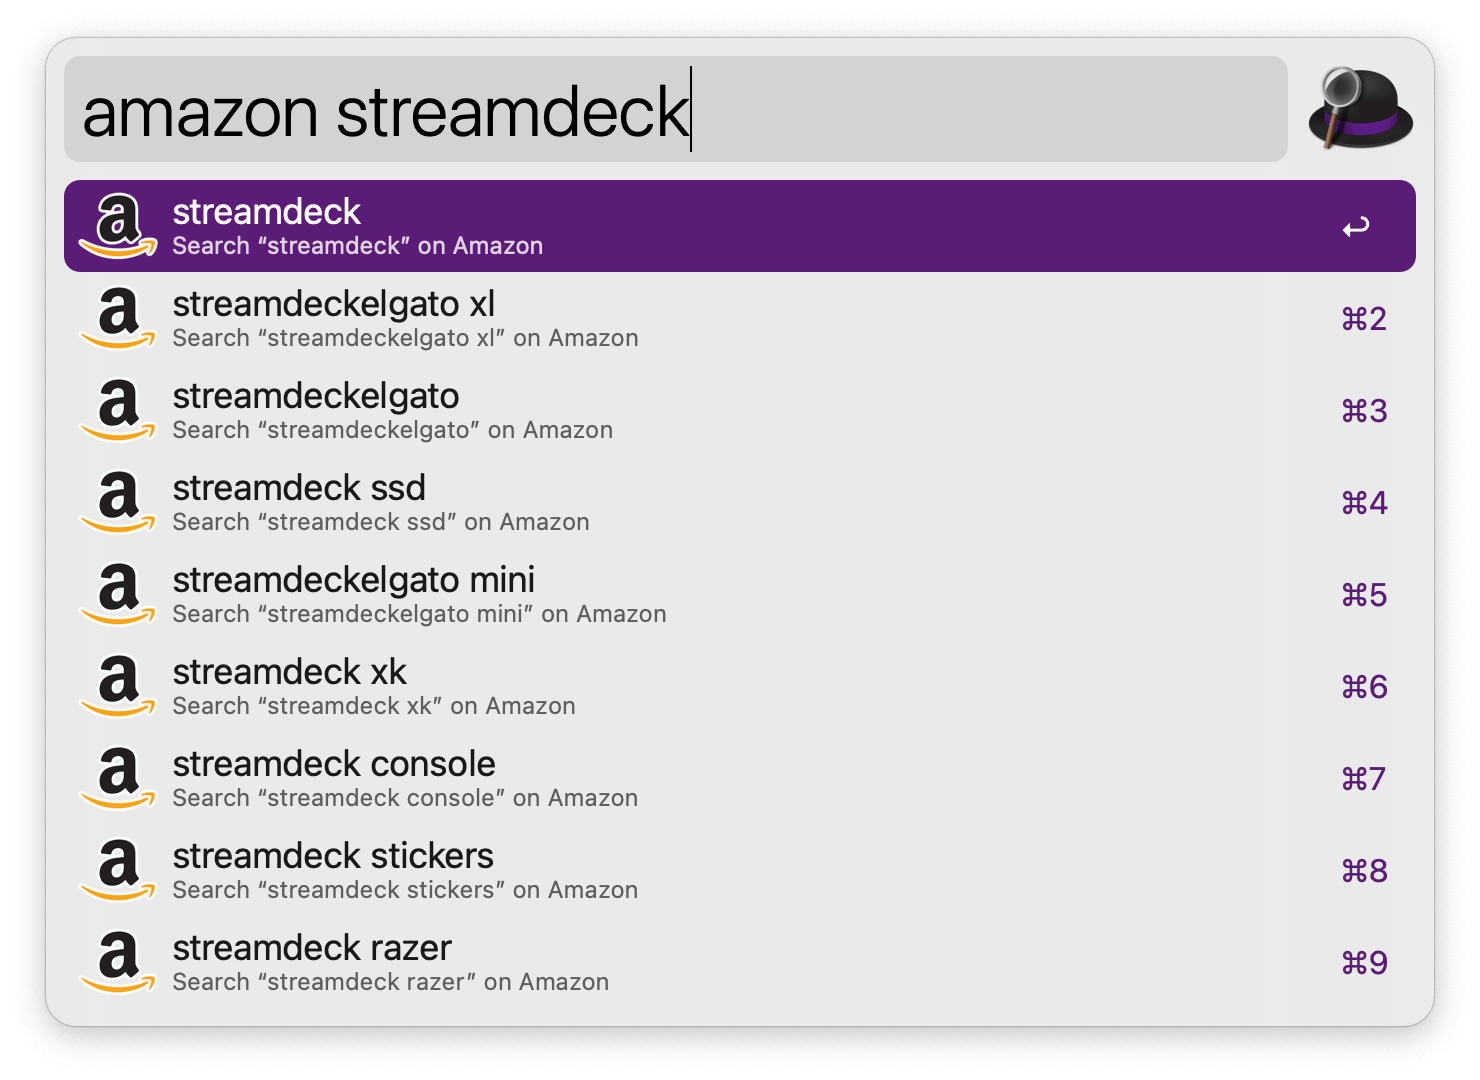 amazon streamdeck
streamdeck
Search “streamdeck” on Amazon
↩
streamdeckelgato xl
Search “streamdeckelgato xl” on Amazon
⌘2
streamdeckelgato
Search “streamdeckelgato” on Amazon
⌘3
streamdeck ssd
Search “streamdeck ssd” on Amazon
⌘4
streamdeckelgato mini
Search “streamdeckelgato mini” on Amazon
⌘5
streamdeck xk
Search “streamdeck xk” on Amazon
⌘6
streamdeck console
Search “streamdeck console” on Amazon
⌘7
streamdeck stickers
Search “streamdeck stickers” on Amazon
⌘8
streamdeck razer
Search “streamdeck razer” on Amazon
⌘9